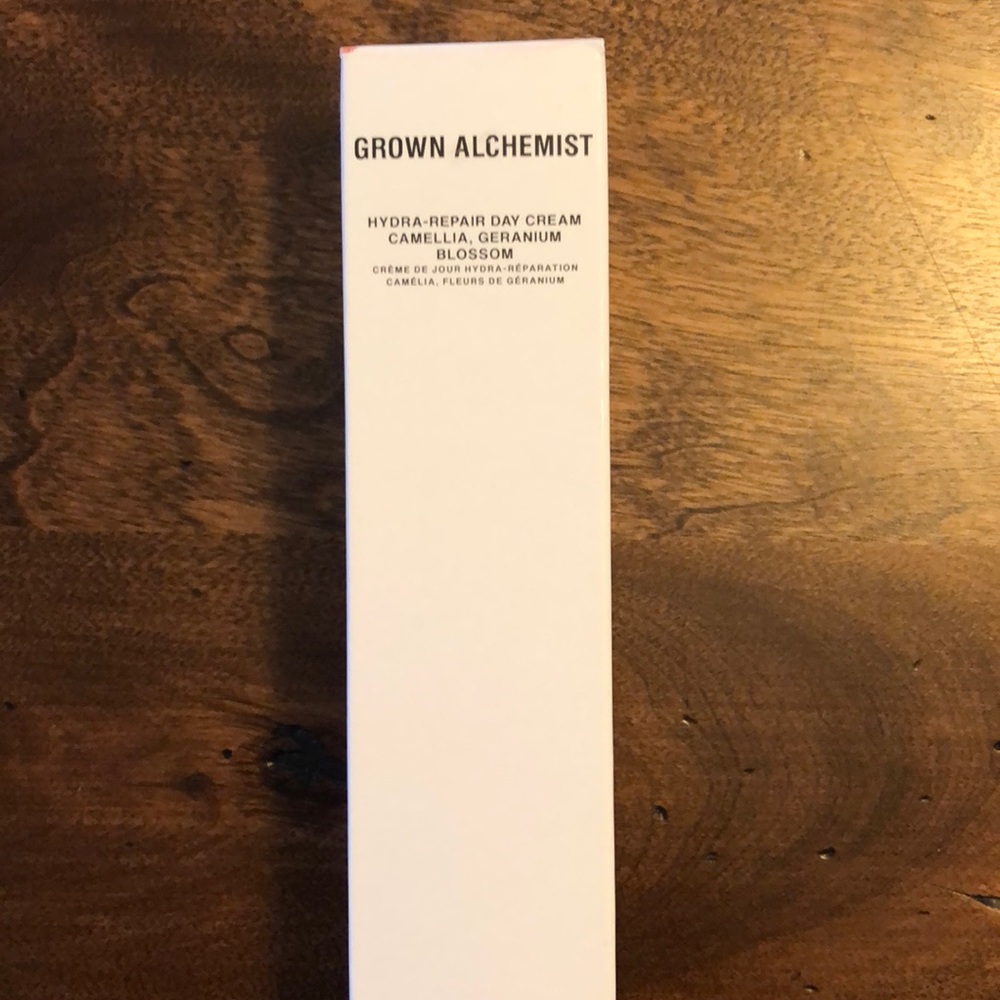 GROWN ALCHEMIST
HYDRA-REPAIR DAY CREAM
CAMELLIA, GERANIUM
BLOSSOM
CRÈME DE JOUR HYDRA-RÉPARATION
CAMÉLIA, FLEURS DE GÉRANIUM